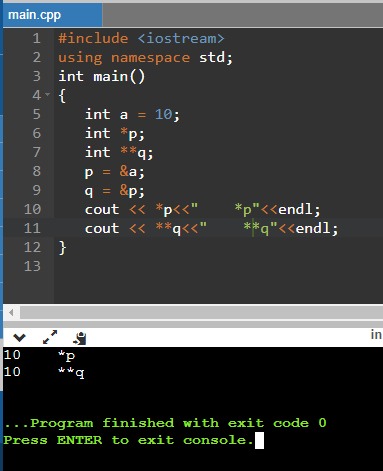 main.cpp
1 #include <iostream>
2 using namespace std;
3 int main()
4 {
5 int a = 10;
6 int *p;
7 int **q;
8 p = &a;
9 q = &p;
10 cout << *p<<"     *p"<<endl;
11 cout << **q<<"     **q"<<endl;
12 }
13
in
10     *p
10     **q
...Program finished with exit code 0
Press ENTER to exit console.